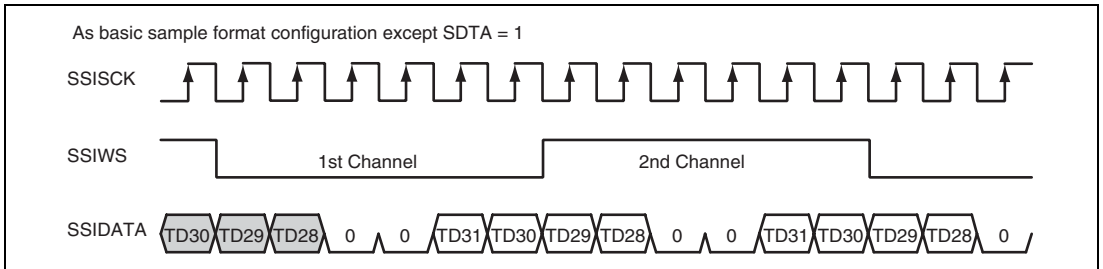 As basic sample format configuration except SDTA = 1
SSISCK
SSIWS 1st Channel 2nd Channel
SSIDATA TD30 TD29 TD28 0 0 TD31 TD30 TD29 TD28 0 0 TD31 TD30 TD29 TD28 0